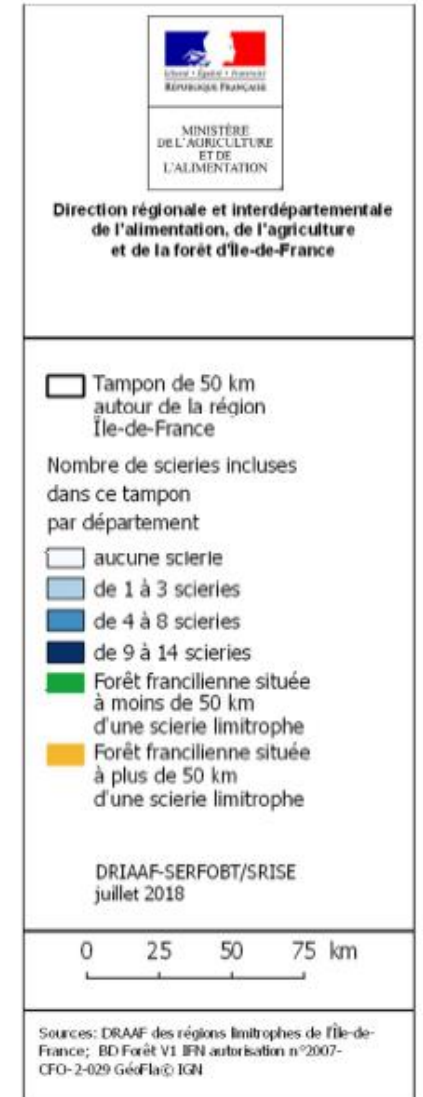 Liberté • Égalité • Fraternité
RÉPUBLIQUE FRANÇAISE
MINISTÈRE
DE L'AGRICULTURE
ET DE
L'ALIMENTATION
Direction régionale et interdépartementale
de l'alimentation, de l'agriculture
et de la forêt d'Île-de-France
Tampon de 50 km
autour de la région
Île-de-France
Nombre de scieries incluses
dans ce tampon
par département
aucune scierie
de 1 à 3 scieries
de 4 à 8 scieries
de 9 à 14 scieries
Forêt francilienne située
à moins de 50 km
d'une scierie limitrophe
Forêt francilienne située
à plus de 50 km
d'une scierie limitrophe
DRIAAF-SERFOBT/SRISE
juillet 2018
0 25 50 75 km
Sources: DRAAF des régions limitrophes de l'Île-de-
France; BD Forêt V1 IFN autorisation n°2007-
CFO-2-029 GéoFla© IGN